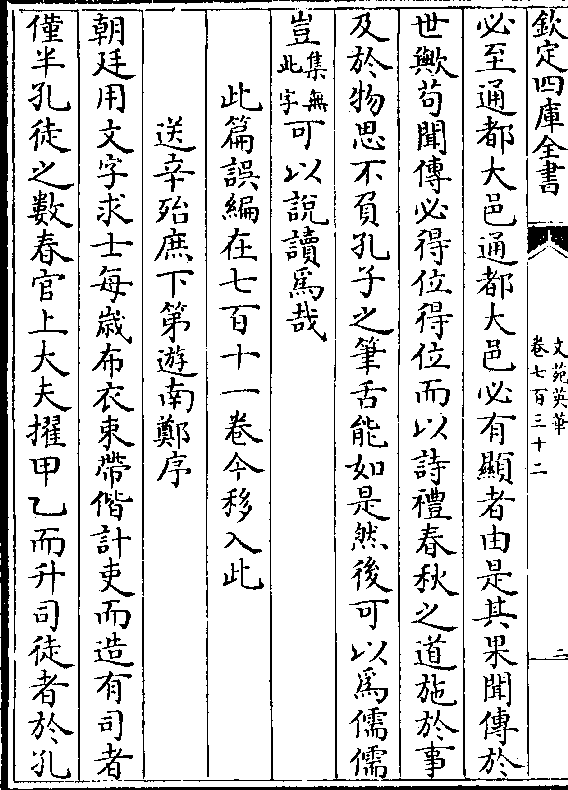 欽定四庫全書
文苑英華
卷七百三十二
二
必至通都大邑通都大邑必有顯者由是其果聞傳於
世歟苟聞傳必得位得位而以詩禮春秋之道施於事
及於物思不負孔子之筆舌能如是然後可以爲儒儒
豈集無此字可以說讀爲哉
此篇誤編在七百十一卷今移入此
送辛殆庶下第遊南鄭序
朝廷用文字求士每歲布衣束帶偕計吏而造有司者
僅半孔徒之數春官上大夫擢甲乙而升司徒者於孔